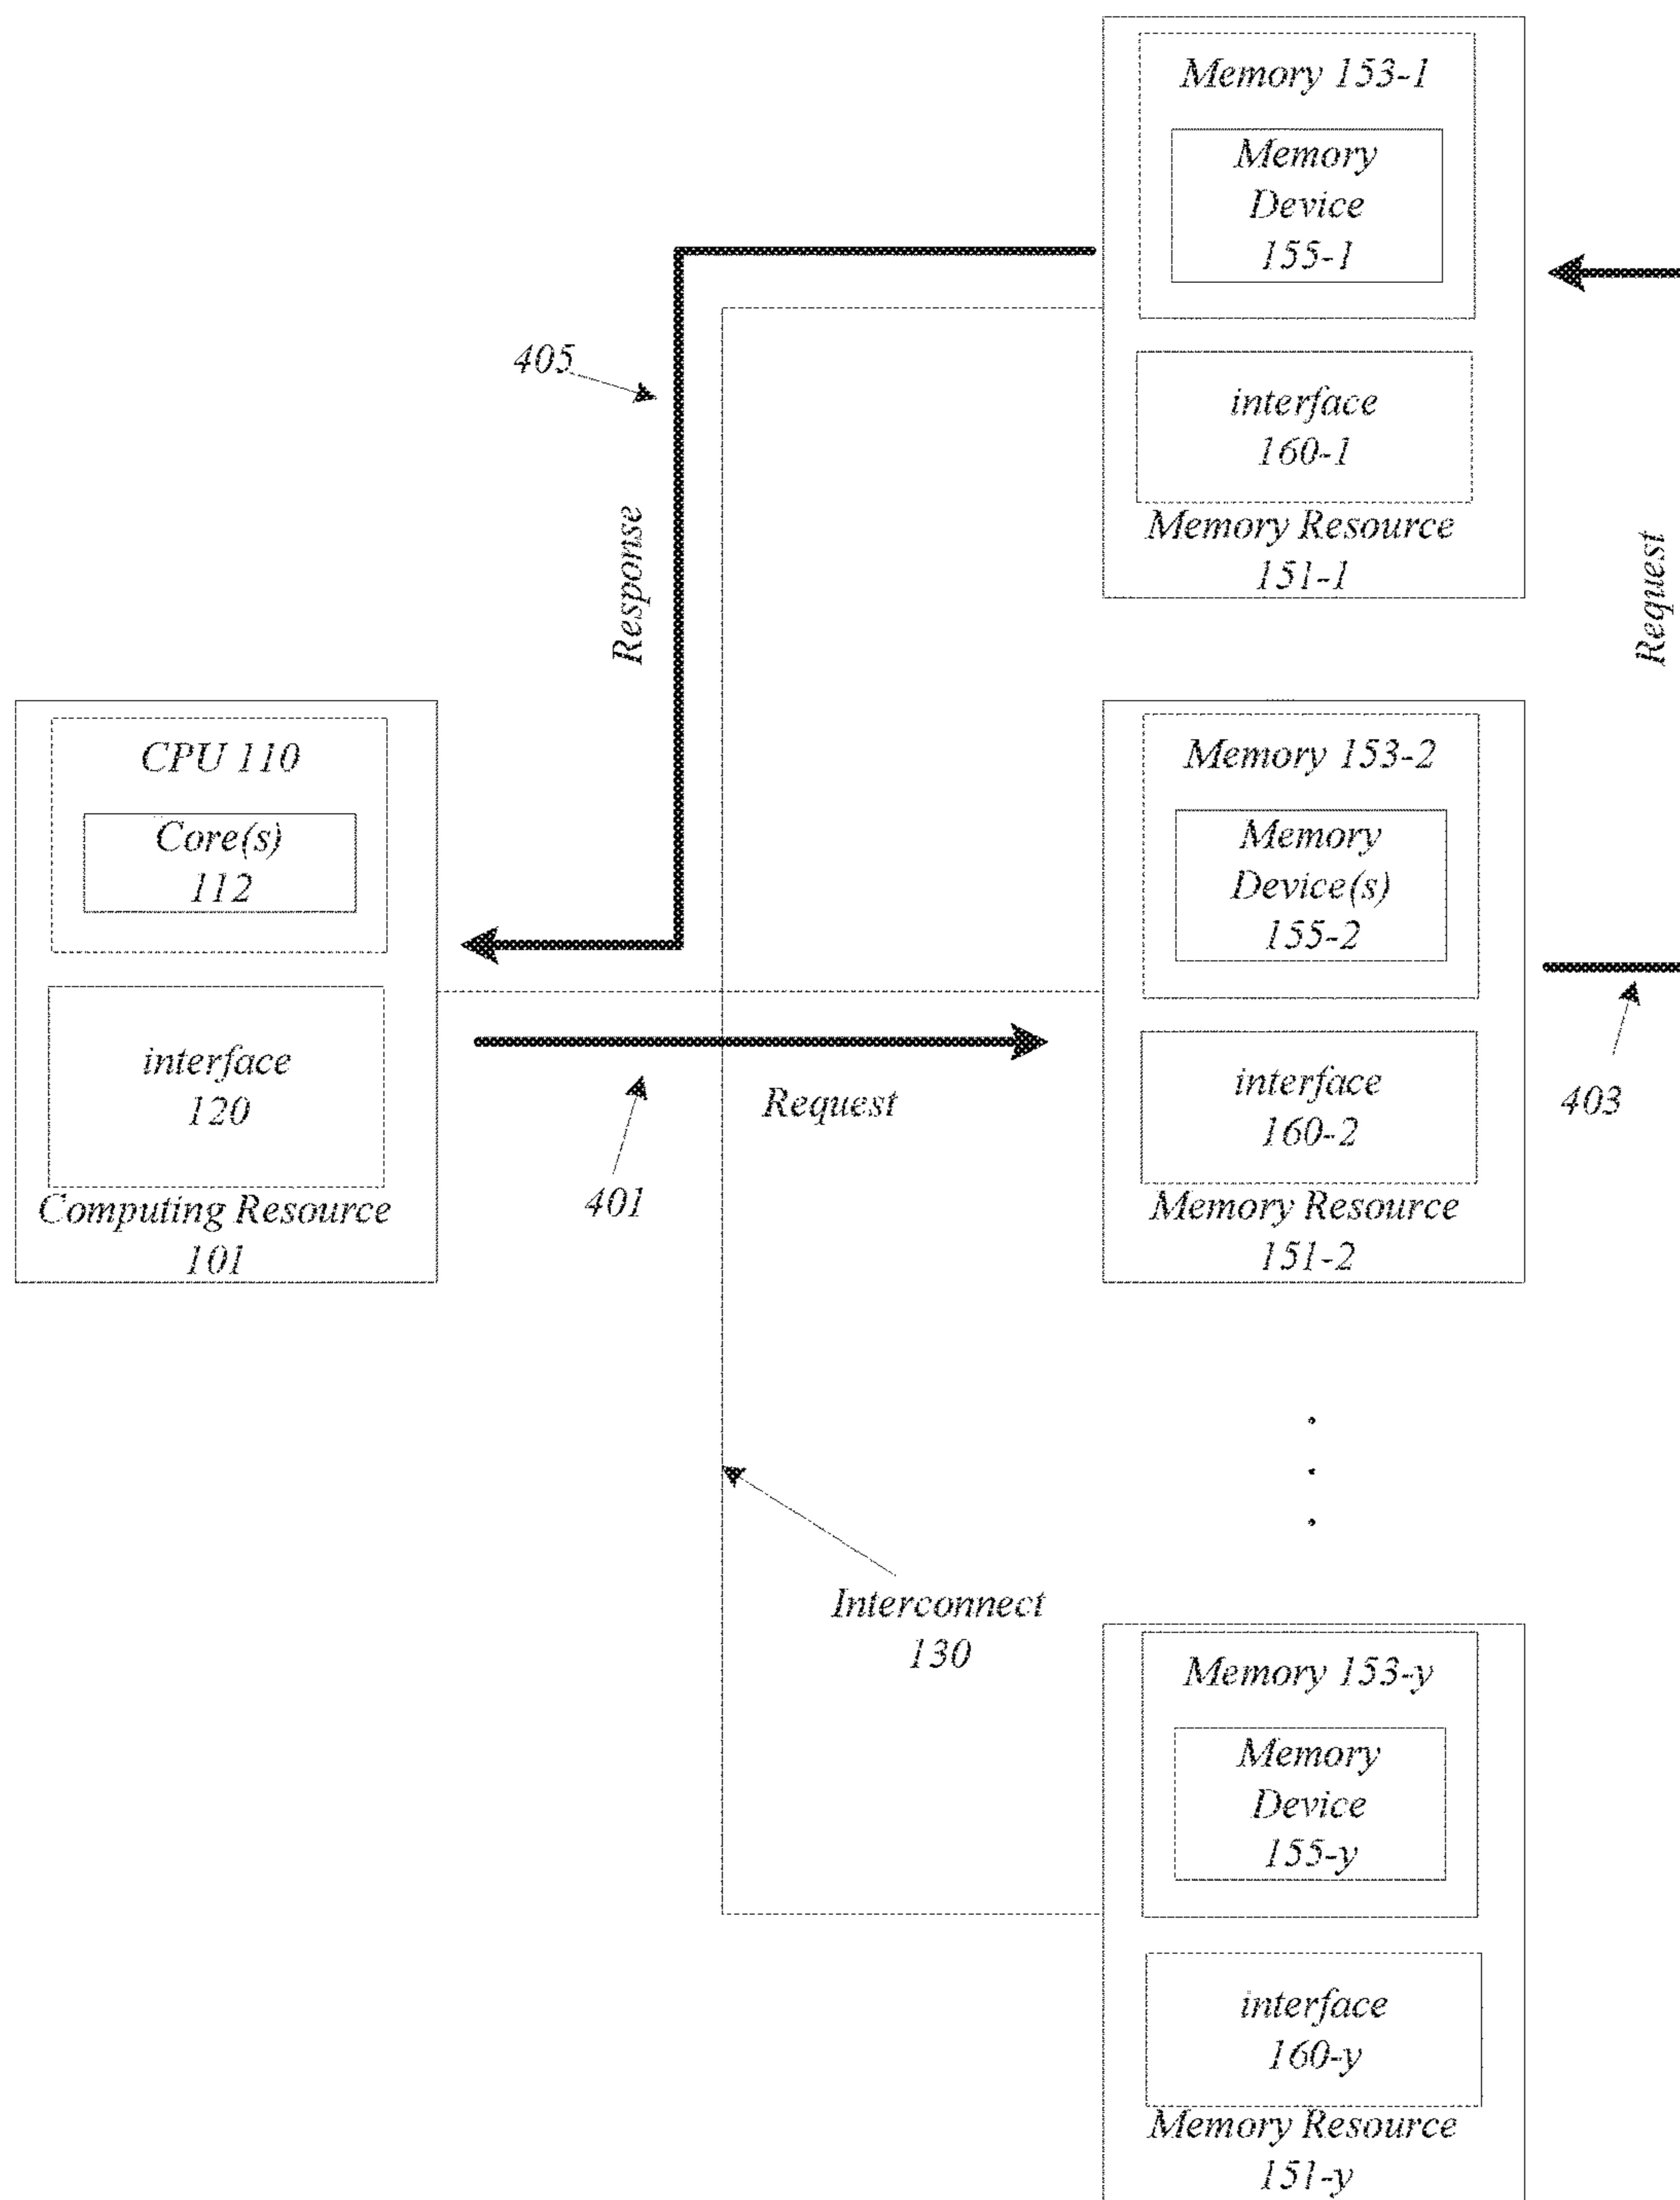 Memory 153-1
Memory
Device
155-1
405
interface
160-1
Memory Resource
151-1
Response
Request
CPU 110
Core(s)
112
interface
120
Computing Resource
101
Memory 153-2
Memory
Device(s)
155-2
interface
160-2
Memory Resource
151-2
403
Request
401
Interconnect
130
Memory 153-y
Memory
Device
155-y
interface
160-y
Memory Resource
151-y